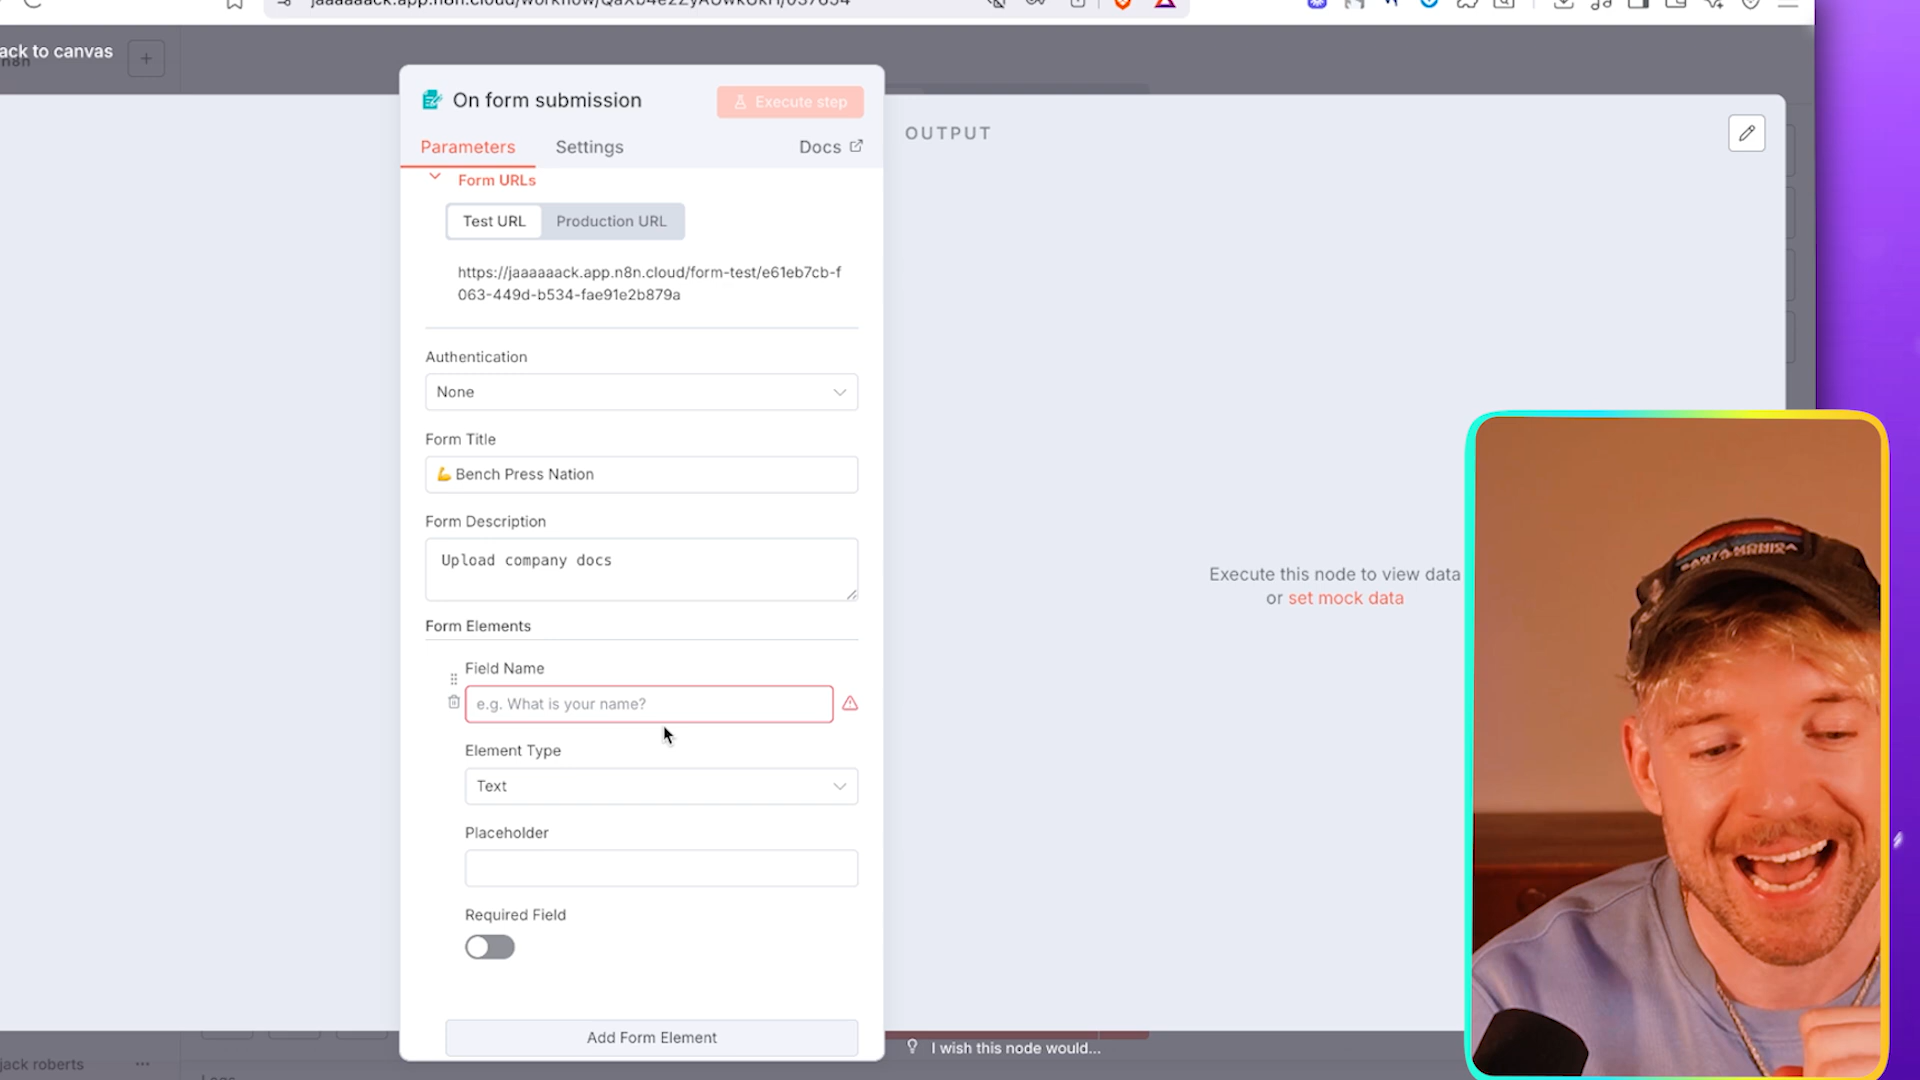 ack to canvas
n8n
On form submission
Execute step
OUTPUT
Parameters
Settings
Docs
Form URLs
Test URL
Production URL
https://jaaaaaack.app.n8n.cloud/form-test/e61eb7cb-f
063-449d-b534-fae91e2b879a
Authentication
None
Form Title
💪 Bench Press Nation
Form Description
Upload company docs
Execute this node to view data
or set mock data
SANTA MONICA
Form Elements
Field Name
e.g. What is your name?
Element Type
Text
Placeholder
Required Field
Add Form Element
I wish this node would...
jack roberts